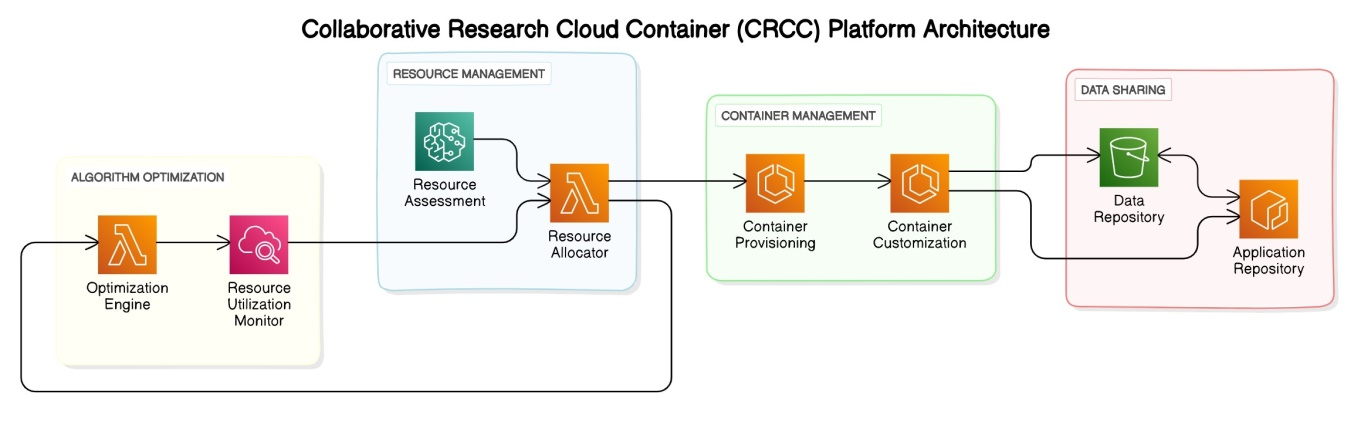 Collaborative Research Cloud Container (CRCC) Platform Architecture
RESOURCE MANAGEMENT
Resource
Assessment
Resource
Allocator
ALGORITHM OPTIMIZATION
Optimization
Engine
Resource
Utilization
Monitor
CONTAINER MANAGEMENT
Container
Provisioning
Container
Customization
DATA SHARING
Data
Repository
Application
Repository